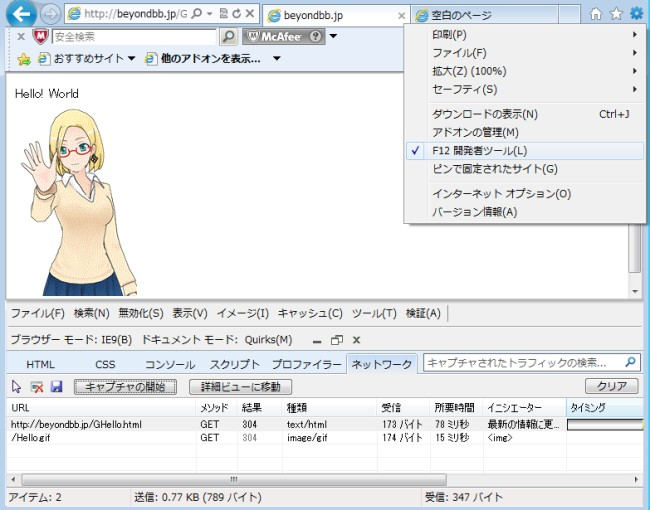 http://beyondbb.jp/G
beyondbb.jp
空白のページ
安全検索
McAfee
おすすめサイト
他のアドオンを表示...
印刷(P)
ファイル(F)
拡大(Z) (100%)
セーフティ(S)
ダウンロードの表示(N) Ctrl+J
アドオンの管理(M)
F12 開発者ツール(L)
ピンで固定されたサイト(G)
インターネット オプション(O)
バージョン情報(A)
Hello! World
ファイル(F) 検索(N) 無効化(S) 表示(V) イメージ(I) キャッシュ(C) ツール(T) 検証(A)
ブラウザー モード: IE9(B) ドキュメント モード: Quirks(M)
HTML CSS コンソール スクリプト プロファイラー ネットワーク キャプチャされたトラフィックの検索...
キャプチャの開始 詳細ビューに移動 クリア
URL メソッド 結果 種類 受信 所要時間 イニシエーター タイミング
http://beyondbb.jp/GHello.html GET 304 text/html 173 バイト 78 ミリ秒 最新の情報に更...
/Hello.gif GET 304 image/gif 174 バイト 15 ミリ秒 <img>
アイテム: 2 送信: 0.77 KB (789 バイト) 受信: 347 バイト